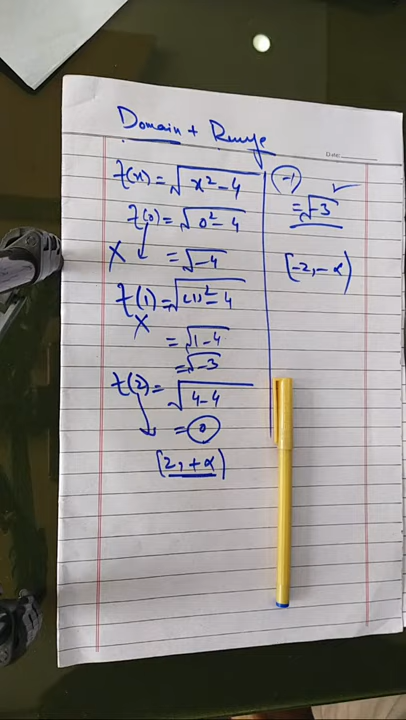 Domain + Range
Date
f(x) = √x² - 4
f(0) = √0² - 4
X = √-4
f(1) = √(1)² - 4
X
= √1 - 4
= √-3
f(2) = √4 - 4
= 0
[2, + α)
(-1)
= √-3 ✓
[-2, - α)